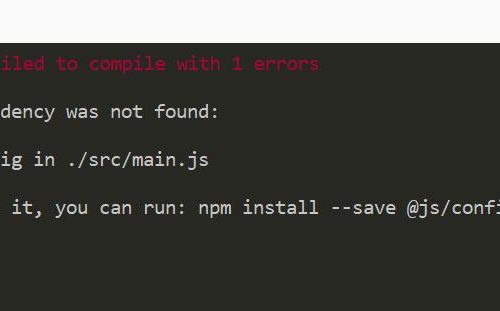 iled to compile with 1 errors
dency was not found:
ig in ./src/main.js
it, you can run: npm install --save @js/confi